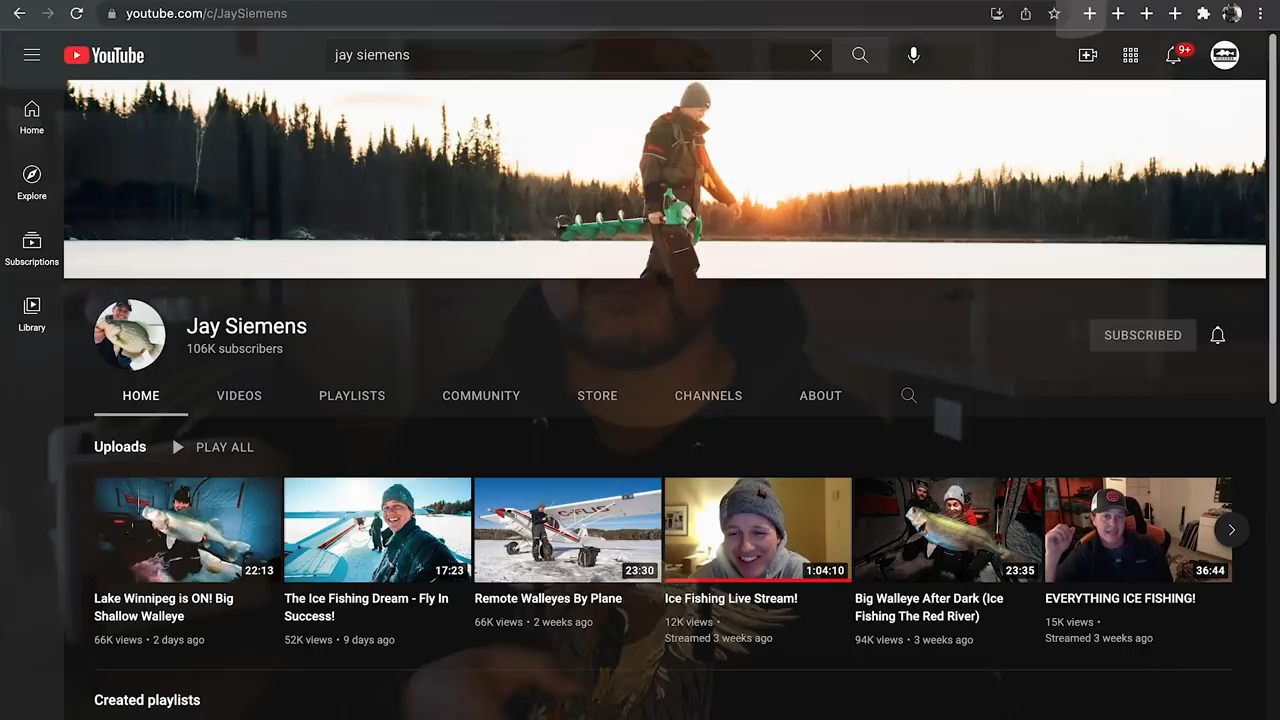 youtube.com/c/JaySiemens
YouTube
jay siemens
9+
Home
Explore
Subscriptions
Library
Jay Siemens
106K subscribers
SUBSCRIBED
HOME VIDEOS PLAYLISTS COMMUNITY STORE CHANNELS ABOUT
Uploads PLAY ALL
22:13
17:23
C-FLJG
23:30
1:04:10
23:35
36:44
Lake Winnipeg is ON! Big
Shallow Walleye
66K views • 2 days ago
The Ice Fishing Dream - Fly In
Success!
52K views • 9 days ago
Remote Walleyes By Plane
66K views • 2 weeks ago
Ice Fishing Live Stream!
12K views •
Streamed 3 weeks ago
Big Walleye After Dark (Ice
Fishing The Red River)
94K views • 3 weeks ago
EVERYTHING ICE FISHING!
15K views •
Streamed 3 weeks ago
Created playlists